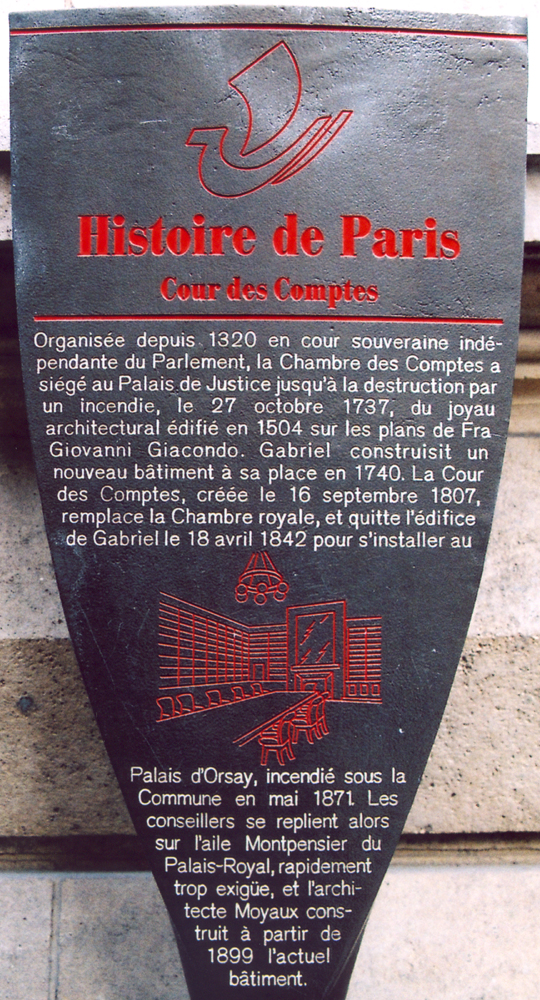 Histoire de Paris
Cour des Comptes
Organisée depuis 1320 en cour souveraine indé-
pendante du Parlement, la Chambre des Comptes a
siégé au Palais de Justice jusqu'à la destruction par
un incendie, le 27 octobre 1737, du joyau
architectural édifié en 1504 sur les plans de Fra
Giovanni Giacondo. Gabriel construisit un
nouveau bâtiment à sa place en 1740. La Cour
des Comptes, créée le 16 septembre 1807,
remplace la Chambre royale, et quitte l'édifice
de Gabriel le 18 avril 1842 pour s'installer au
Palais d'Orsay, incendié sous la
Commune en mai 1871. Les
conseillers se replient alors
sur l'aile Montpensier du
Palais-Royal, rapidement
trop exigüe, et l'archi-
tecte Moyaux cons-
truit à partir de
1899 l'actuel
bâtiment.